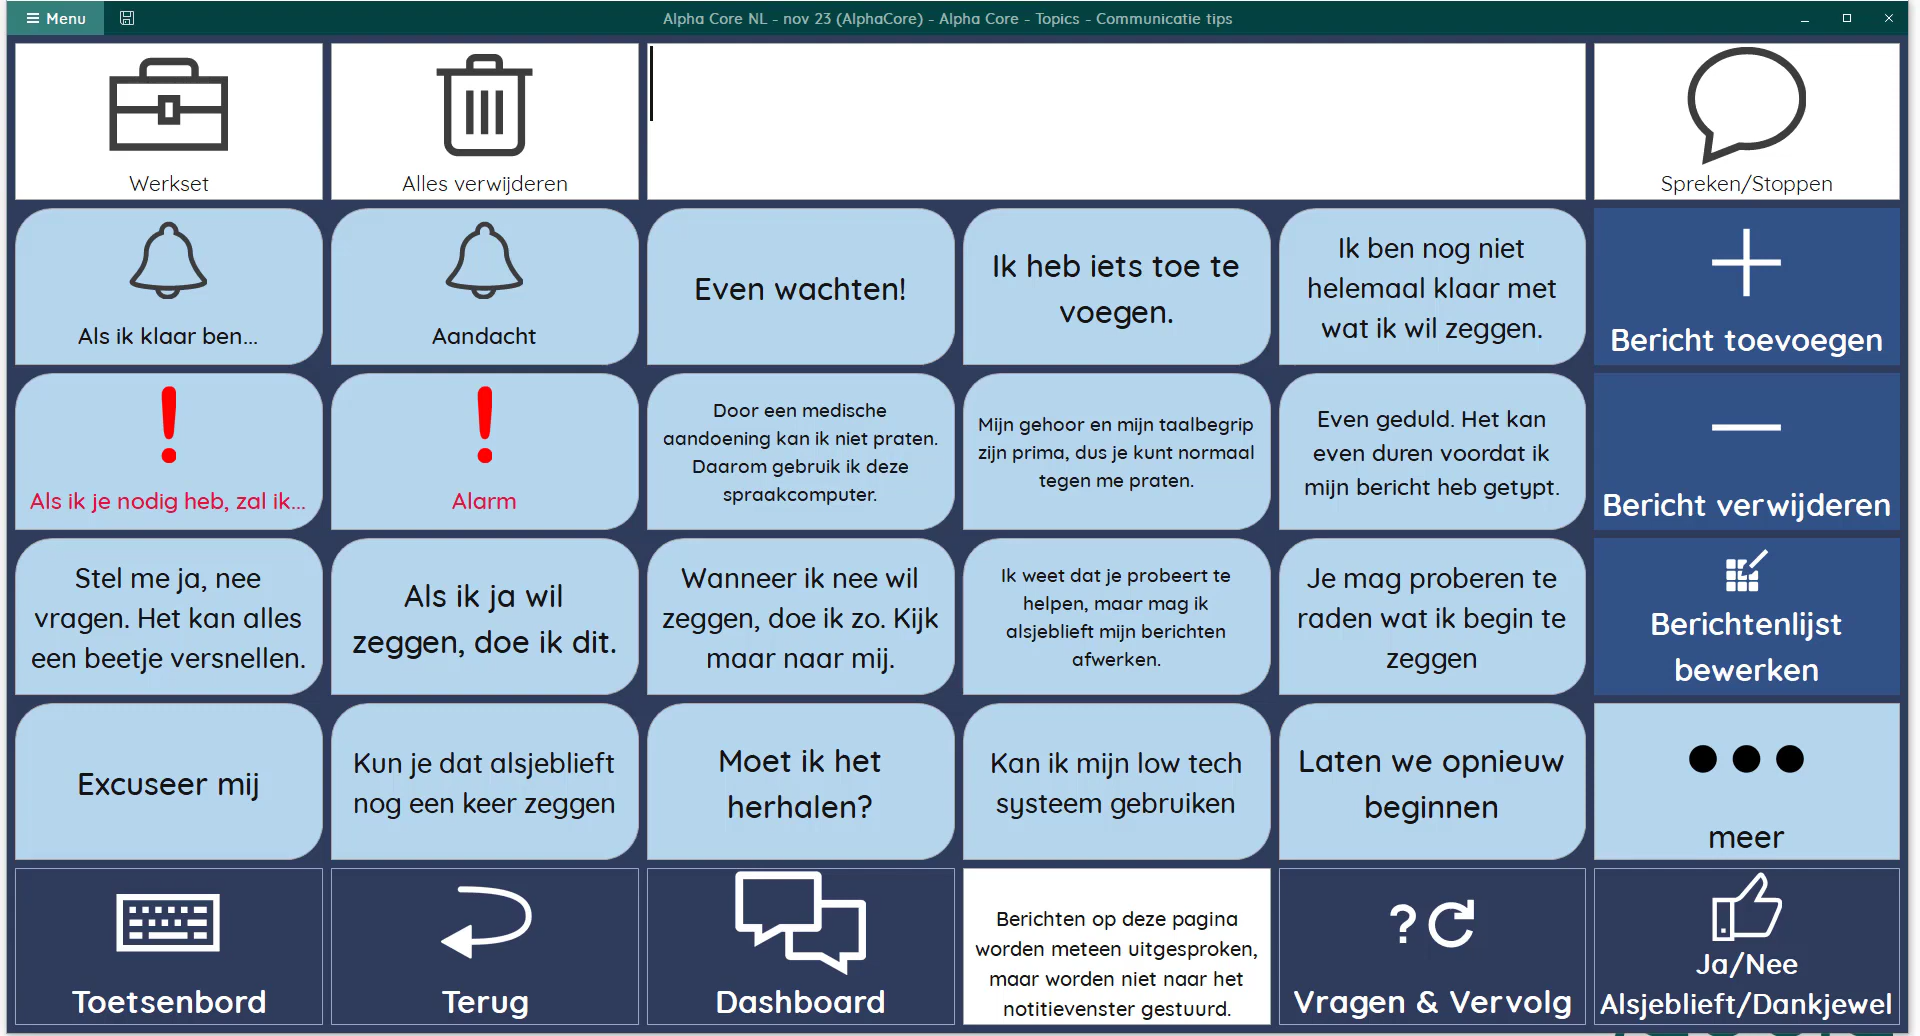 Menu
Alpha Core NL - nov 23 (AlphaCore) - Alpha Core - Topics - Communicatie tips
Werkset
Alles verwijderen
Spreken/Stoppen
Als ik klaar ben...
Aandacht
Even wachten!
Ik heb iets toe te
voegen.
Ik ben nog niet
helemaal klaar met
wat ik wil zeggen.
Bericht toevoegen
Als ik je nodig heb, zal ik...
Alarm
Door een medische
aandoening kan ik niet praten.
Daarom gebruik ik deze
spraakcomputer.
Mijn gehoor en mijn taalbegrip
zijn prima, dus je kunt normaal
tegen me praten.
Even geduld. Het kan
even duren voordat ik
mijn bericht heb getypt.
Bericht verwijderen
Stel me ja, nee
vragen. Het kan alles
een beetje versnellen.
Als ik ja wil
zeggen, doe ik dit.
Wanneer ik nee wil
zeggen, doe ik zo. Kijk
maar naar mij.
Ik weet dat je probeert te
helpen, maar mag ik
alsjeblieft mijn berichten
afwerken.
Je mag proberen te
raden wat ik begin te
zeggen
Berichtenlijst
bewerken
Excuseer mij
Kun je dat alsjeblieft
nog een keer zeggen
Moet ik het
herhalen?
Kan ik mijn low tech
systeem gebruiken
Laten we opnieuw
beginnen
meer
Toetsenbord
Terug
Dashboard
Berichten op deze pagina
worden meteen uitgesproken,
maar worden niet naar het
notitievenster gestuurd.
?
Vragen & Vervolg
Ja/Nee
Alsjeblieft/Dankjewel